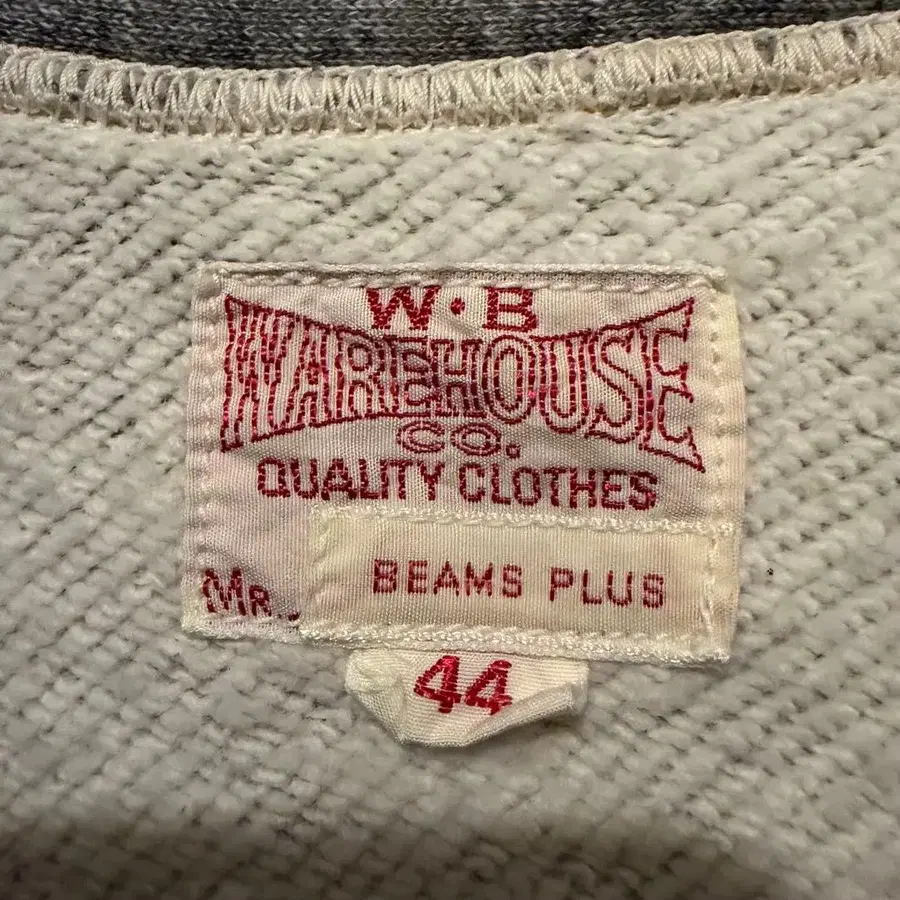 W·B
WAREHOUSE
CO.
QUALITY CLOTHES
MR.
BEAMS PLUS
44